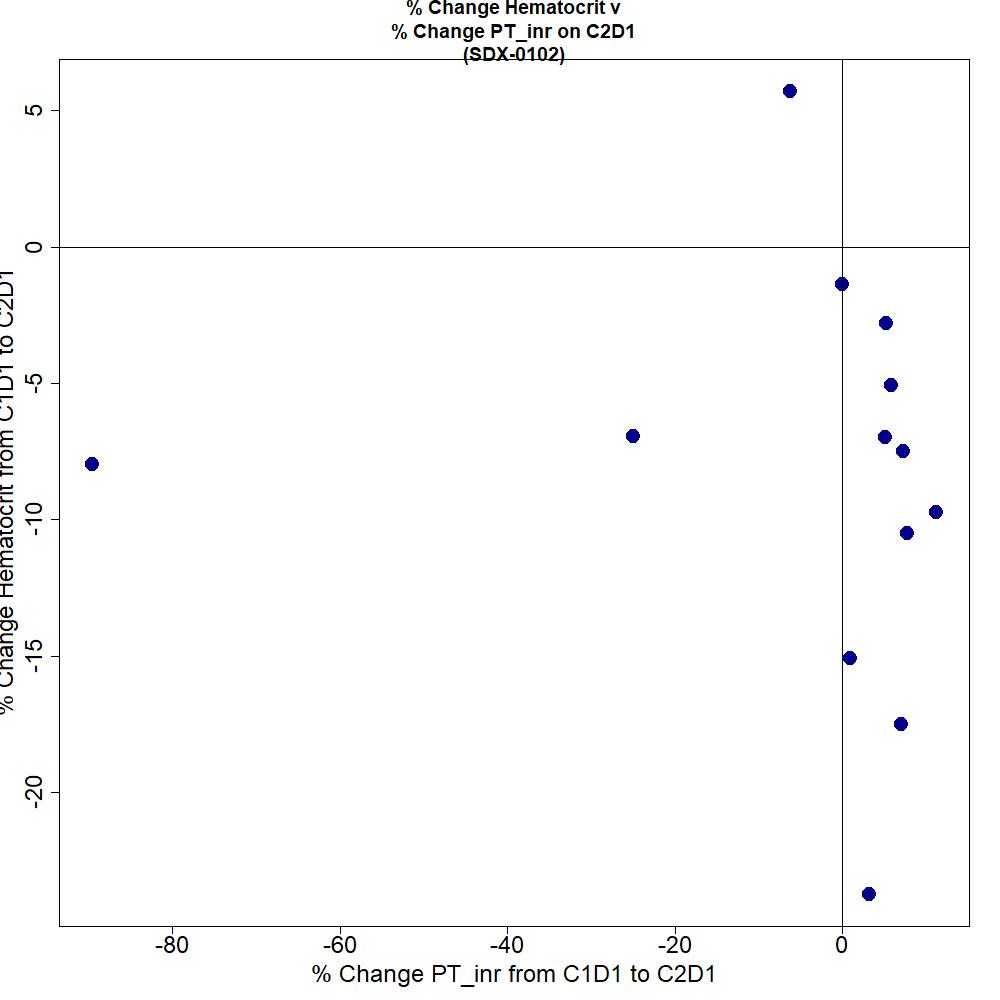 % Change Hematocrit v
% Change PT_inr on C2D1
(SDX-0102)
% Change Hematocrit from C1D1 to C2D1
5
0
-5
-10
-15
-20
-80
-60
-40
-20
0
% Change PT_inr from C1D1 to C2D1